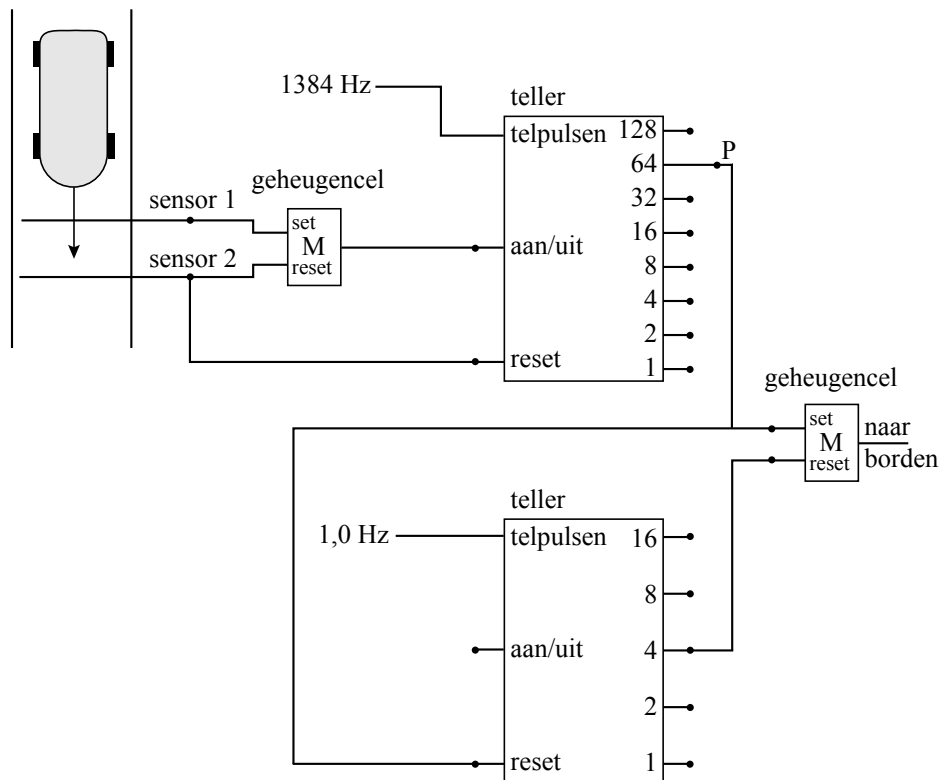 1384 Hz
teller
telpulsen
128
64
P
32
16
8
4
2
1
aan/uit
reset
geheugencel
sensor 1
set
M
reset
sensor 2
geheugencel
set
M
reset
naar
borden
teller
1,0 Hz
telpulsen
16
8
aan/uit
4
2
reset
1